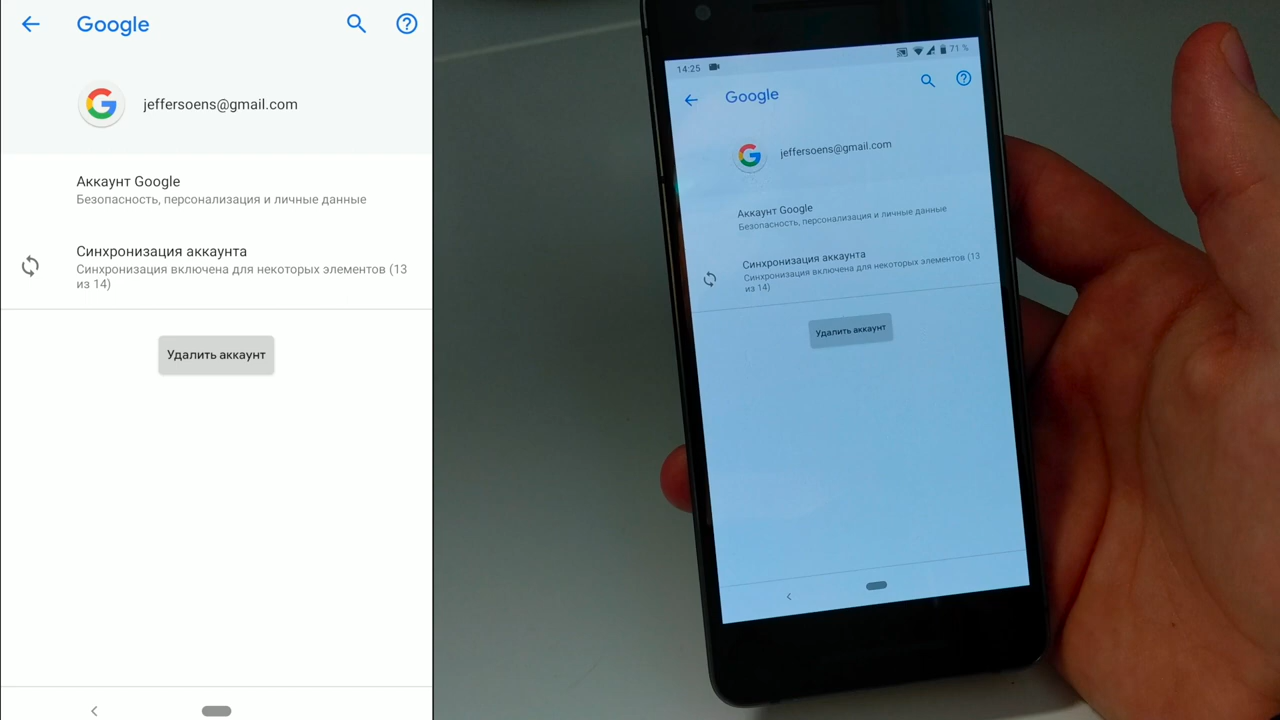 Google
jeffersoens@gmail.com
Аккаунт Google
Безопасность, персонализация и личные данные
Синхронизация аккаунта
Синхронизация включена для некоторых элементов (13
из 14)
Удалить аккаунт
14:25
71 %
Google
jeffersoens@gmail.com
Аккаунт Google
Безопасность, персонализация и личные данные
Синхронизация аккаунта
Синхронизация включена для некоторых элементов (13
из 14)
Удалить аккаунт